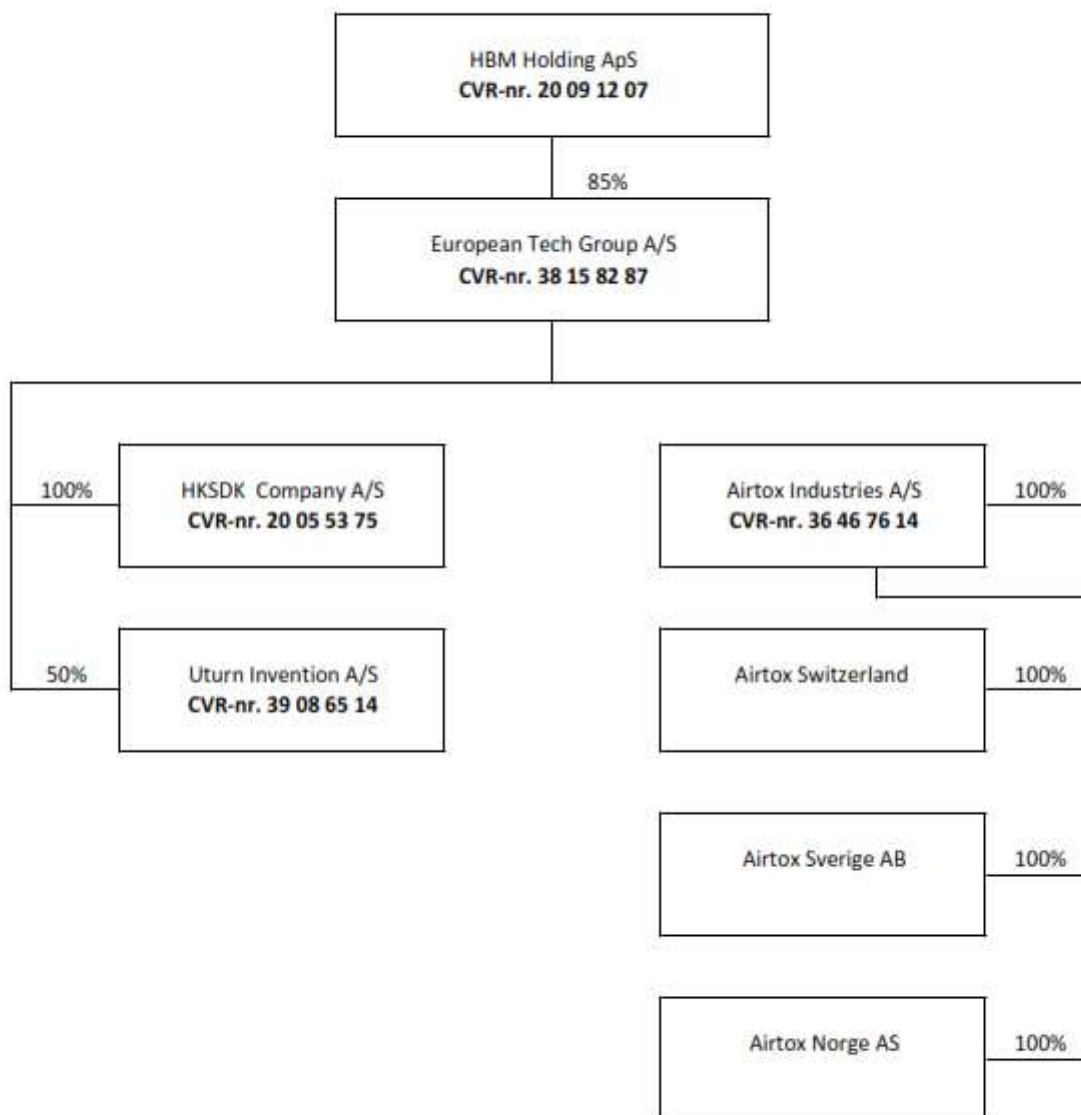 HBM Holding ApS
CVR-nr. 20 09 12 07
85%
European Tech Group A/S
CVR-nr. 38 15 82 87
100%
HKSDK Company A/S
CVR-nr. 20 05 53 75
Airtox Industries A/S
CVR-nr. 36 46 76 14
100%
50%
Uturn Invention A/S
CVR-nr. 39 08 65 14
Airtox Switzerland
100%
Airtox Sverige AB
100%
Airtox Norge AS
100%